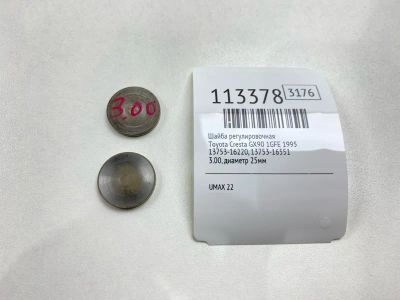 3.00
113378 3176
Шайба регулировочная
Toyota Cresta GX90 1GFE 1995
13753-16220, 13753-16551
3.00, диаметр 25мм
UMAX 22